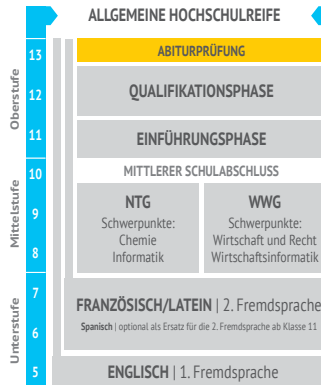 ALLGEMEINE HOCHSCHULREIFE
13
ABITURPRÜFUNG
Oberstufe
12
QUALIFIKATIONSPHASE
11
EINFÜHRUNGSPHASE
10
MITTLERER SCHULABSCHLUSS
Mittelstufe
9
8
NTG
Schwerpunkte:
Chemie
Informatik
WWG
Schwerpunkte:
Wirtschaft und Recht
Wirtschaftsinformatik
Unterstufe
7
FRANZÖSISCH/LATEIN | 2. Fremdsprache
6
Spanisch | optional als Ersatz für die 2. Fremdsprache ab Klasse 11
5
ENGLISCH | 1. Fremdsprache